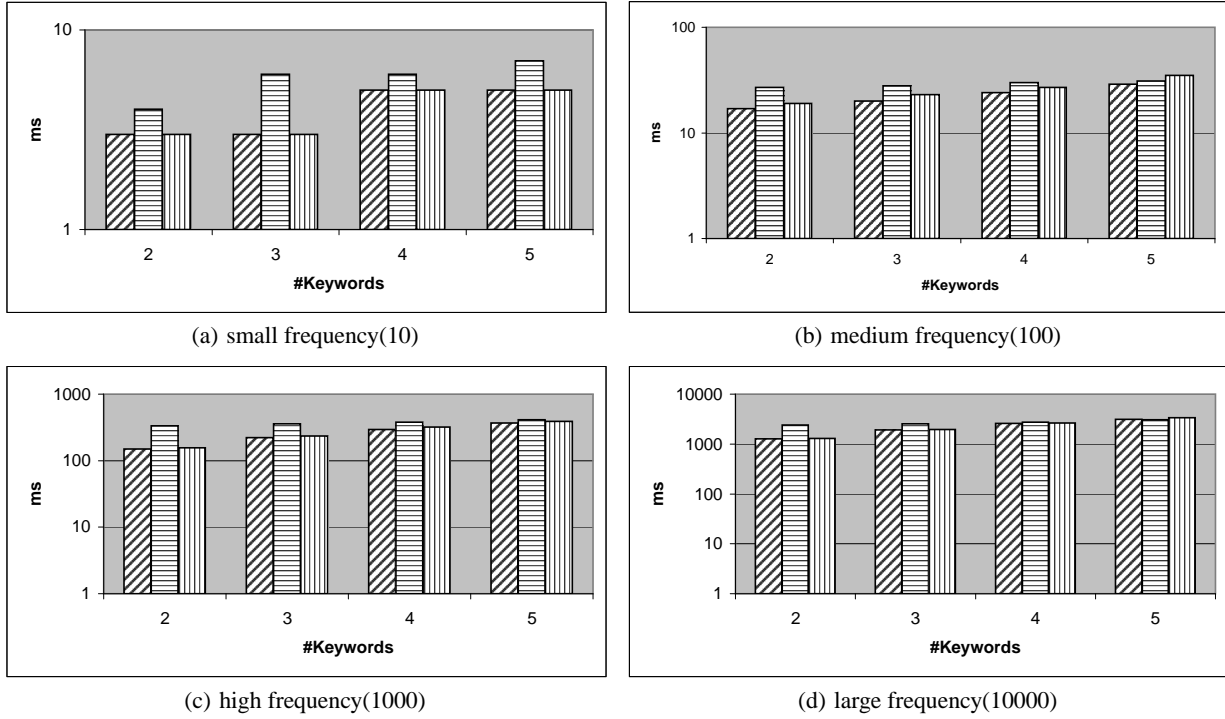 10
1
ms
2 3 4 5
#Keywords
(a) small frequency(10)
100
10
1
ms
2 3 4 5
#Keywords
(b) medium frequency(100)
1000
100
10
1
ms
2 3 4 5
#Keywords
(c) high frequency(1000)
10000
1000
100
10
1
ms
2 3 4 5
#Keywords
(d) large frequency(10000)